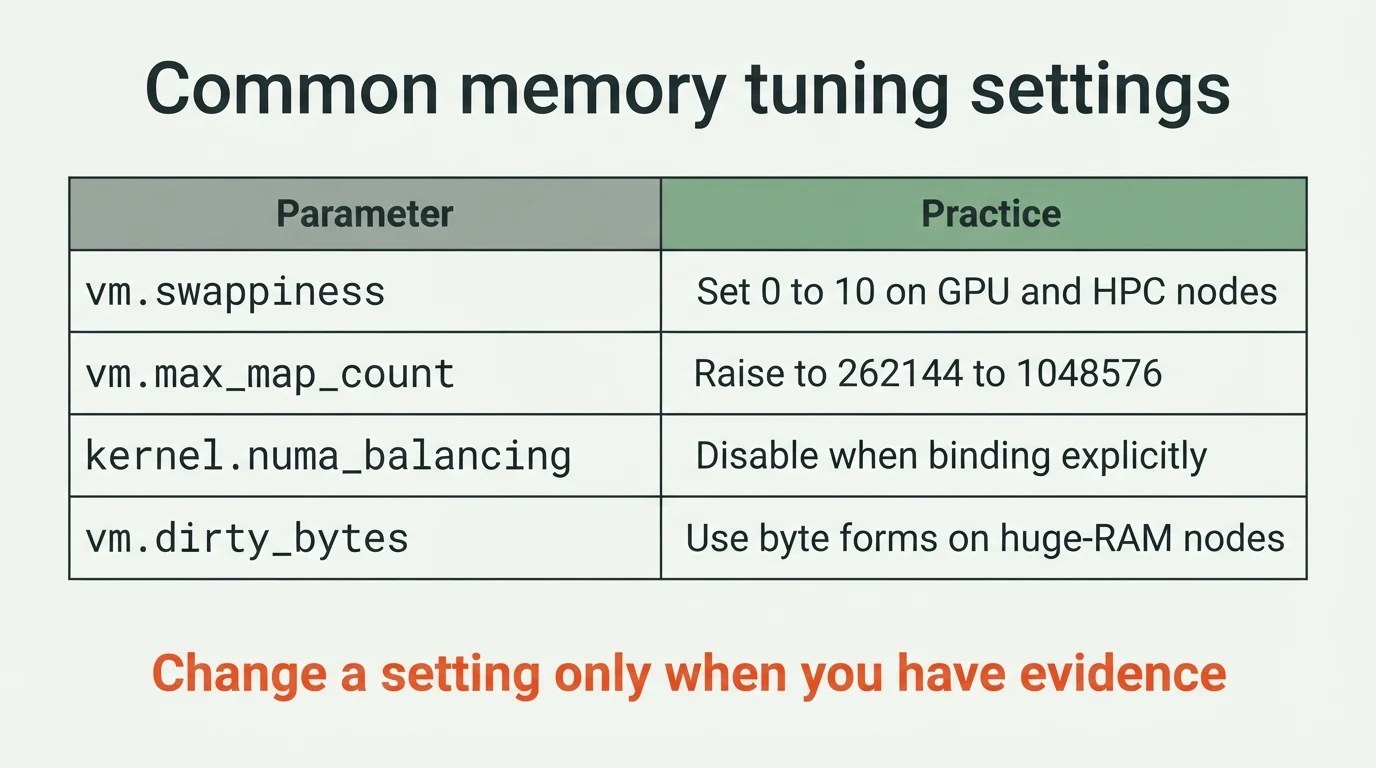 Common memory tuning settings
Parameter Practice
vm.swappiness Set 0 to 10 on GPU and HPC nodes
vm.max_map_count Raise to 262144 to 1048576
kernel.numa_balancing Disable when binding explicitly
vm.dirty_bytes Use byte forms on huge-RAM nodes
Change a setting only when you have evidence